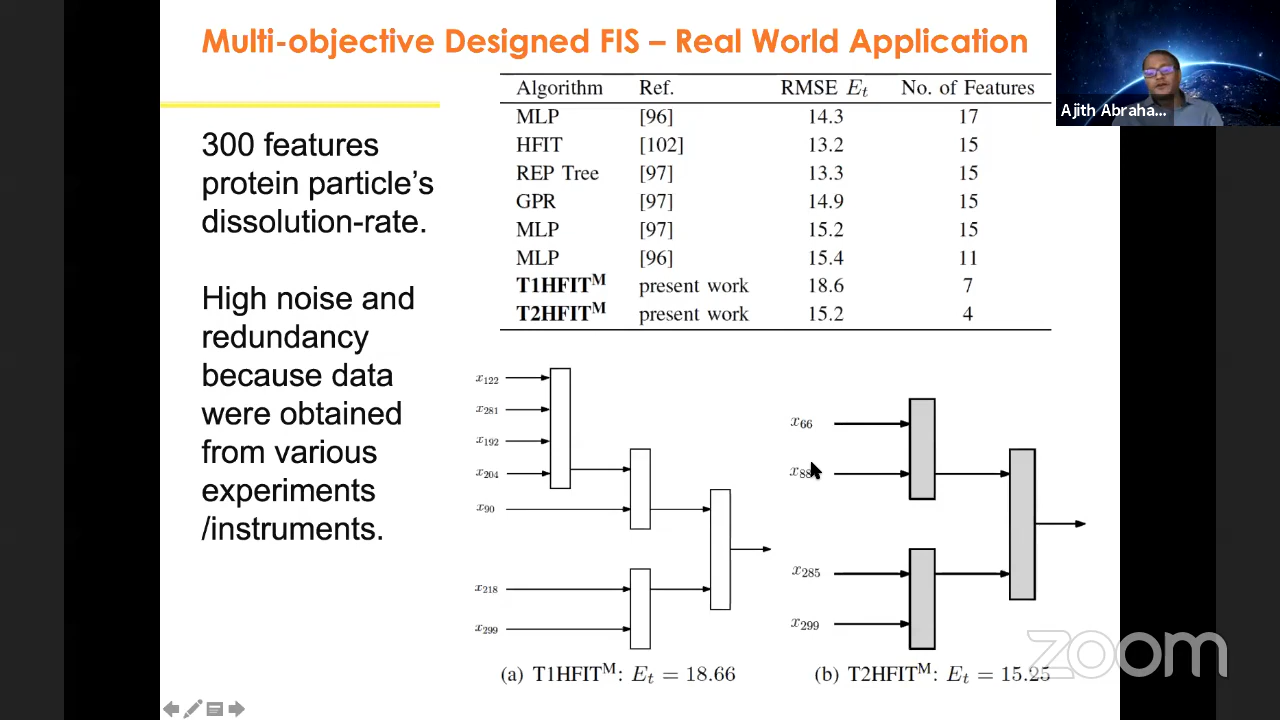 Multi-objective Designed FIS – Real World Application
Ajith Abraha...
300 features
protein particle's
dissolution-rate.
High noise and
redundancy
because data
were obtained
from various
experiments
/instruments.
Algorithm Ref. RMSE Et No. of Features
MLP [96] 14.3 17
HFIT [102] 13.2 15
REP Tree [97] 13.3 15
GPR [97] 14.9 15
MLP [97] 15.2 15
MLP [96] 15.4 11
T1HFITM present work 18.6 7
T2HFITM present work 15.2 4
x122
x281
x192
x204
x90
x218
x299
(a) T1HFITM: Et = 18.66
x66
x285
x299
(b) T2HFITM: Et = 15.25
zoom